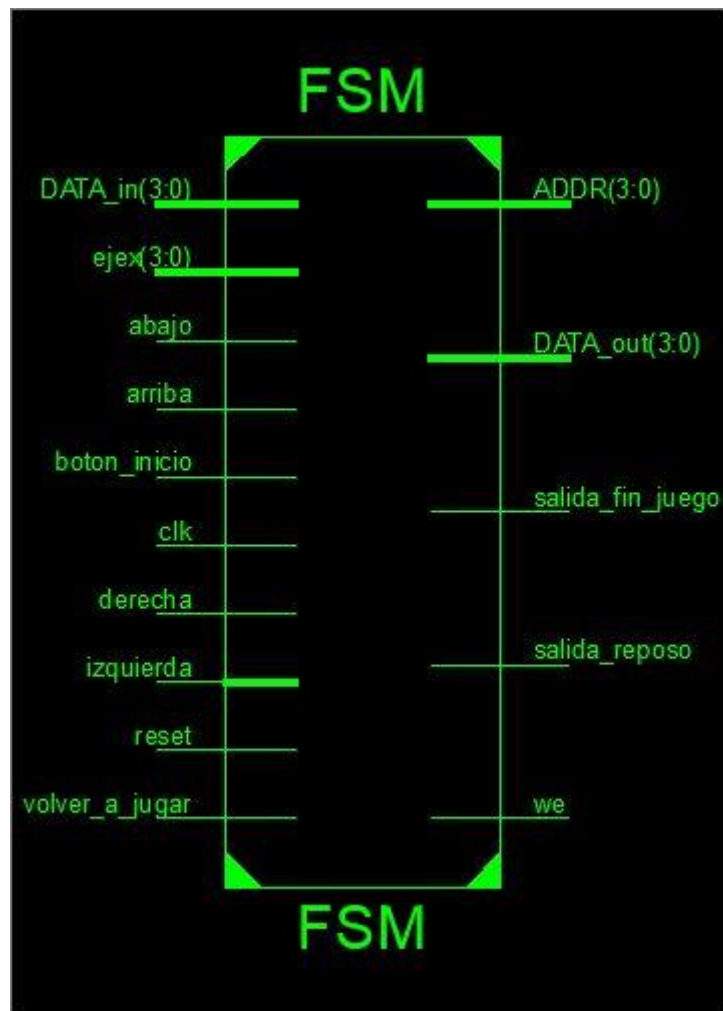 FSM
DATA_in(3:0)
ADDR(3:0)
ejex(3:0)
abajo
DATA_out(3:0)
arriba
boton_inicio
salida_fin_juego
clk
derecha
salida_reposo
izquierda
reset
volver_a_jugar
we
FSM